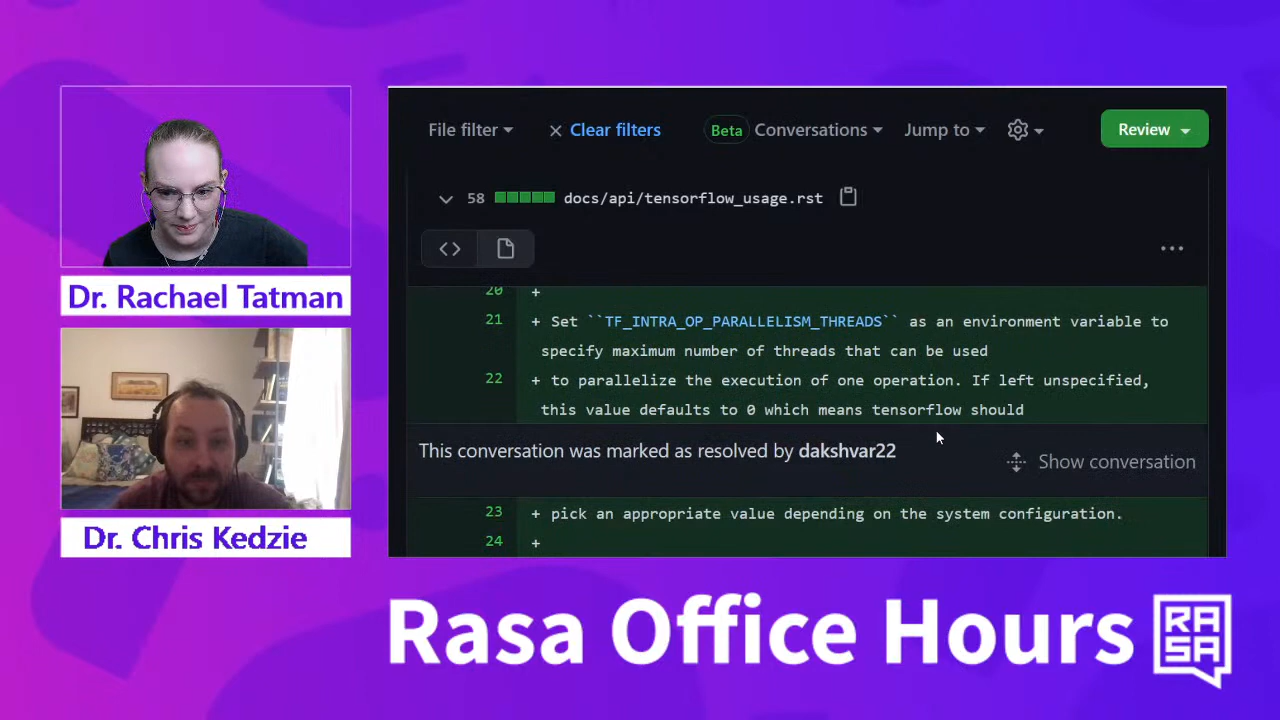 File filter
Clear filters
Beta
Conversations
Jump to
Review
58
docs/api/tensorflow_usage.rst
20 +
21 + Set ``TF_INTRA_OP_PARALLELISM_THREADS`` as an environment variable to
specify maximum number of threads that can be used
22 + to parallelize the execution of one operation. If left unspecified,
this value defaults to 0 which means tensorflow should
This conversation was marked as resolved by dakshvar22
Show conversation
23 + pick an appropriate value depending on the system configuration.
24 +
Dr. Rachael Tatman
Dr. Chris Kedzie
Rasa Office Hours
RA
SA